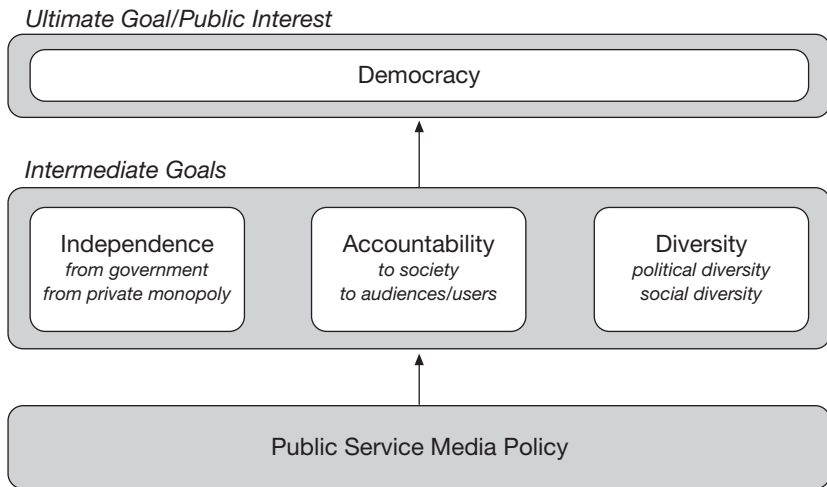 Ultimate Goal/Public Interest
Democracy
Intermediate Goals
Independence
from government
from private monopoly
Accountability
to society
to audiences/users
Diversity
political diversity
social diversity
Public Service Media Policy